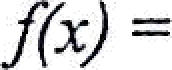 f(x) =